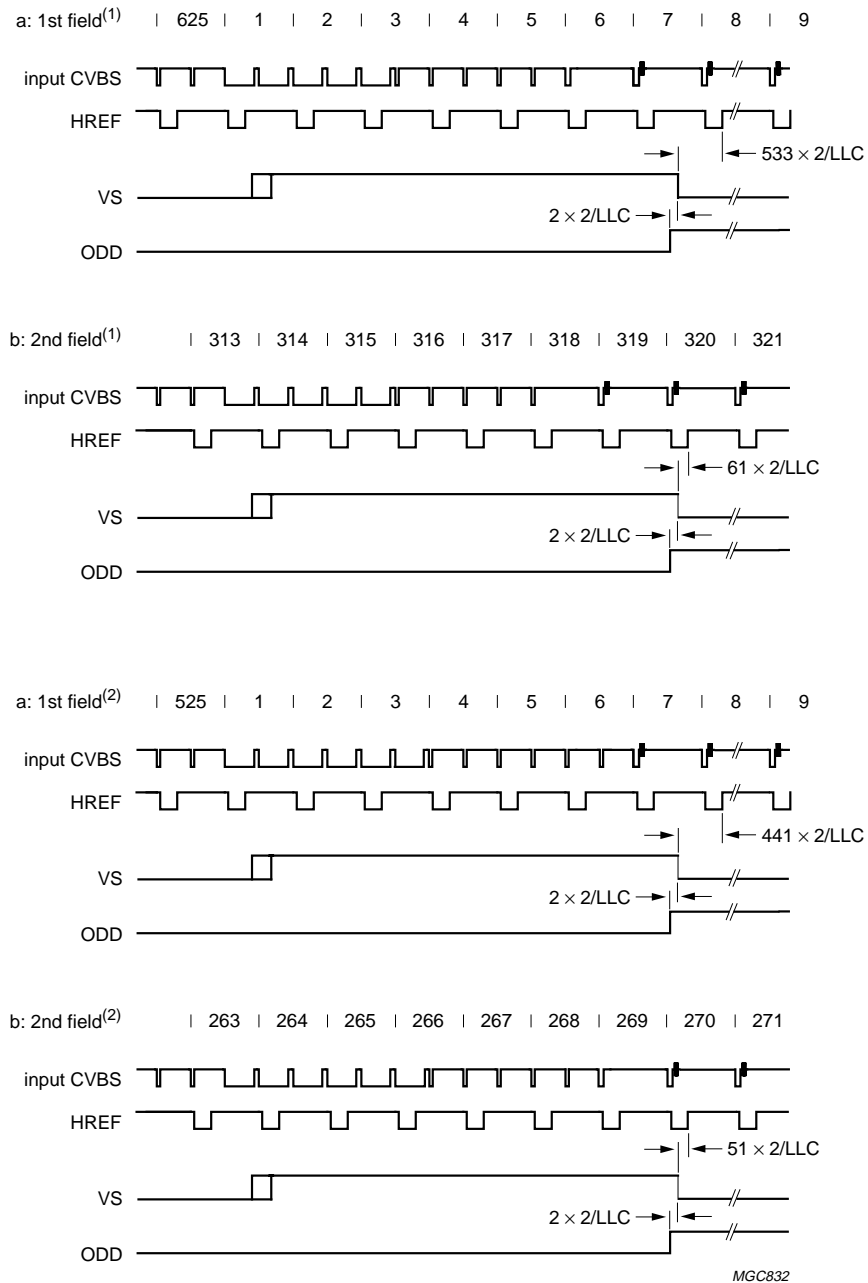 a: 1st field(1) 625 1 2 3 4 5 6 7 8 9
input CVBS
HREF
533 × 2/LLC
VS
2 × 2/LLC
ODD
b: 2nd field(1) 313 314 315 316 317 318 319 320 321
input CVBS
HREF
61 × 2/LLC
VS
2 × 2/LLC
ODD
a: 1st field(2) 525 1 2 3 4 5 6 7 8 9
input CVBS
HREF
441 × 2/LLC
VS
2 × 2/LLC
ODD
b: 2nd field(2) 263 264 265 266 267 268 269 270 271
input CVBS
HREF
51 × 2/LLC
VS
2 × 2/LLC
ODD
MGC832